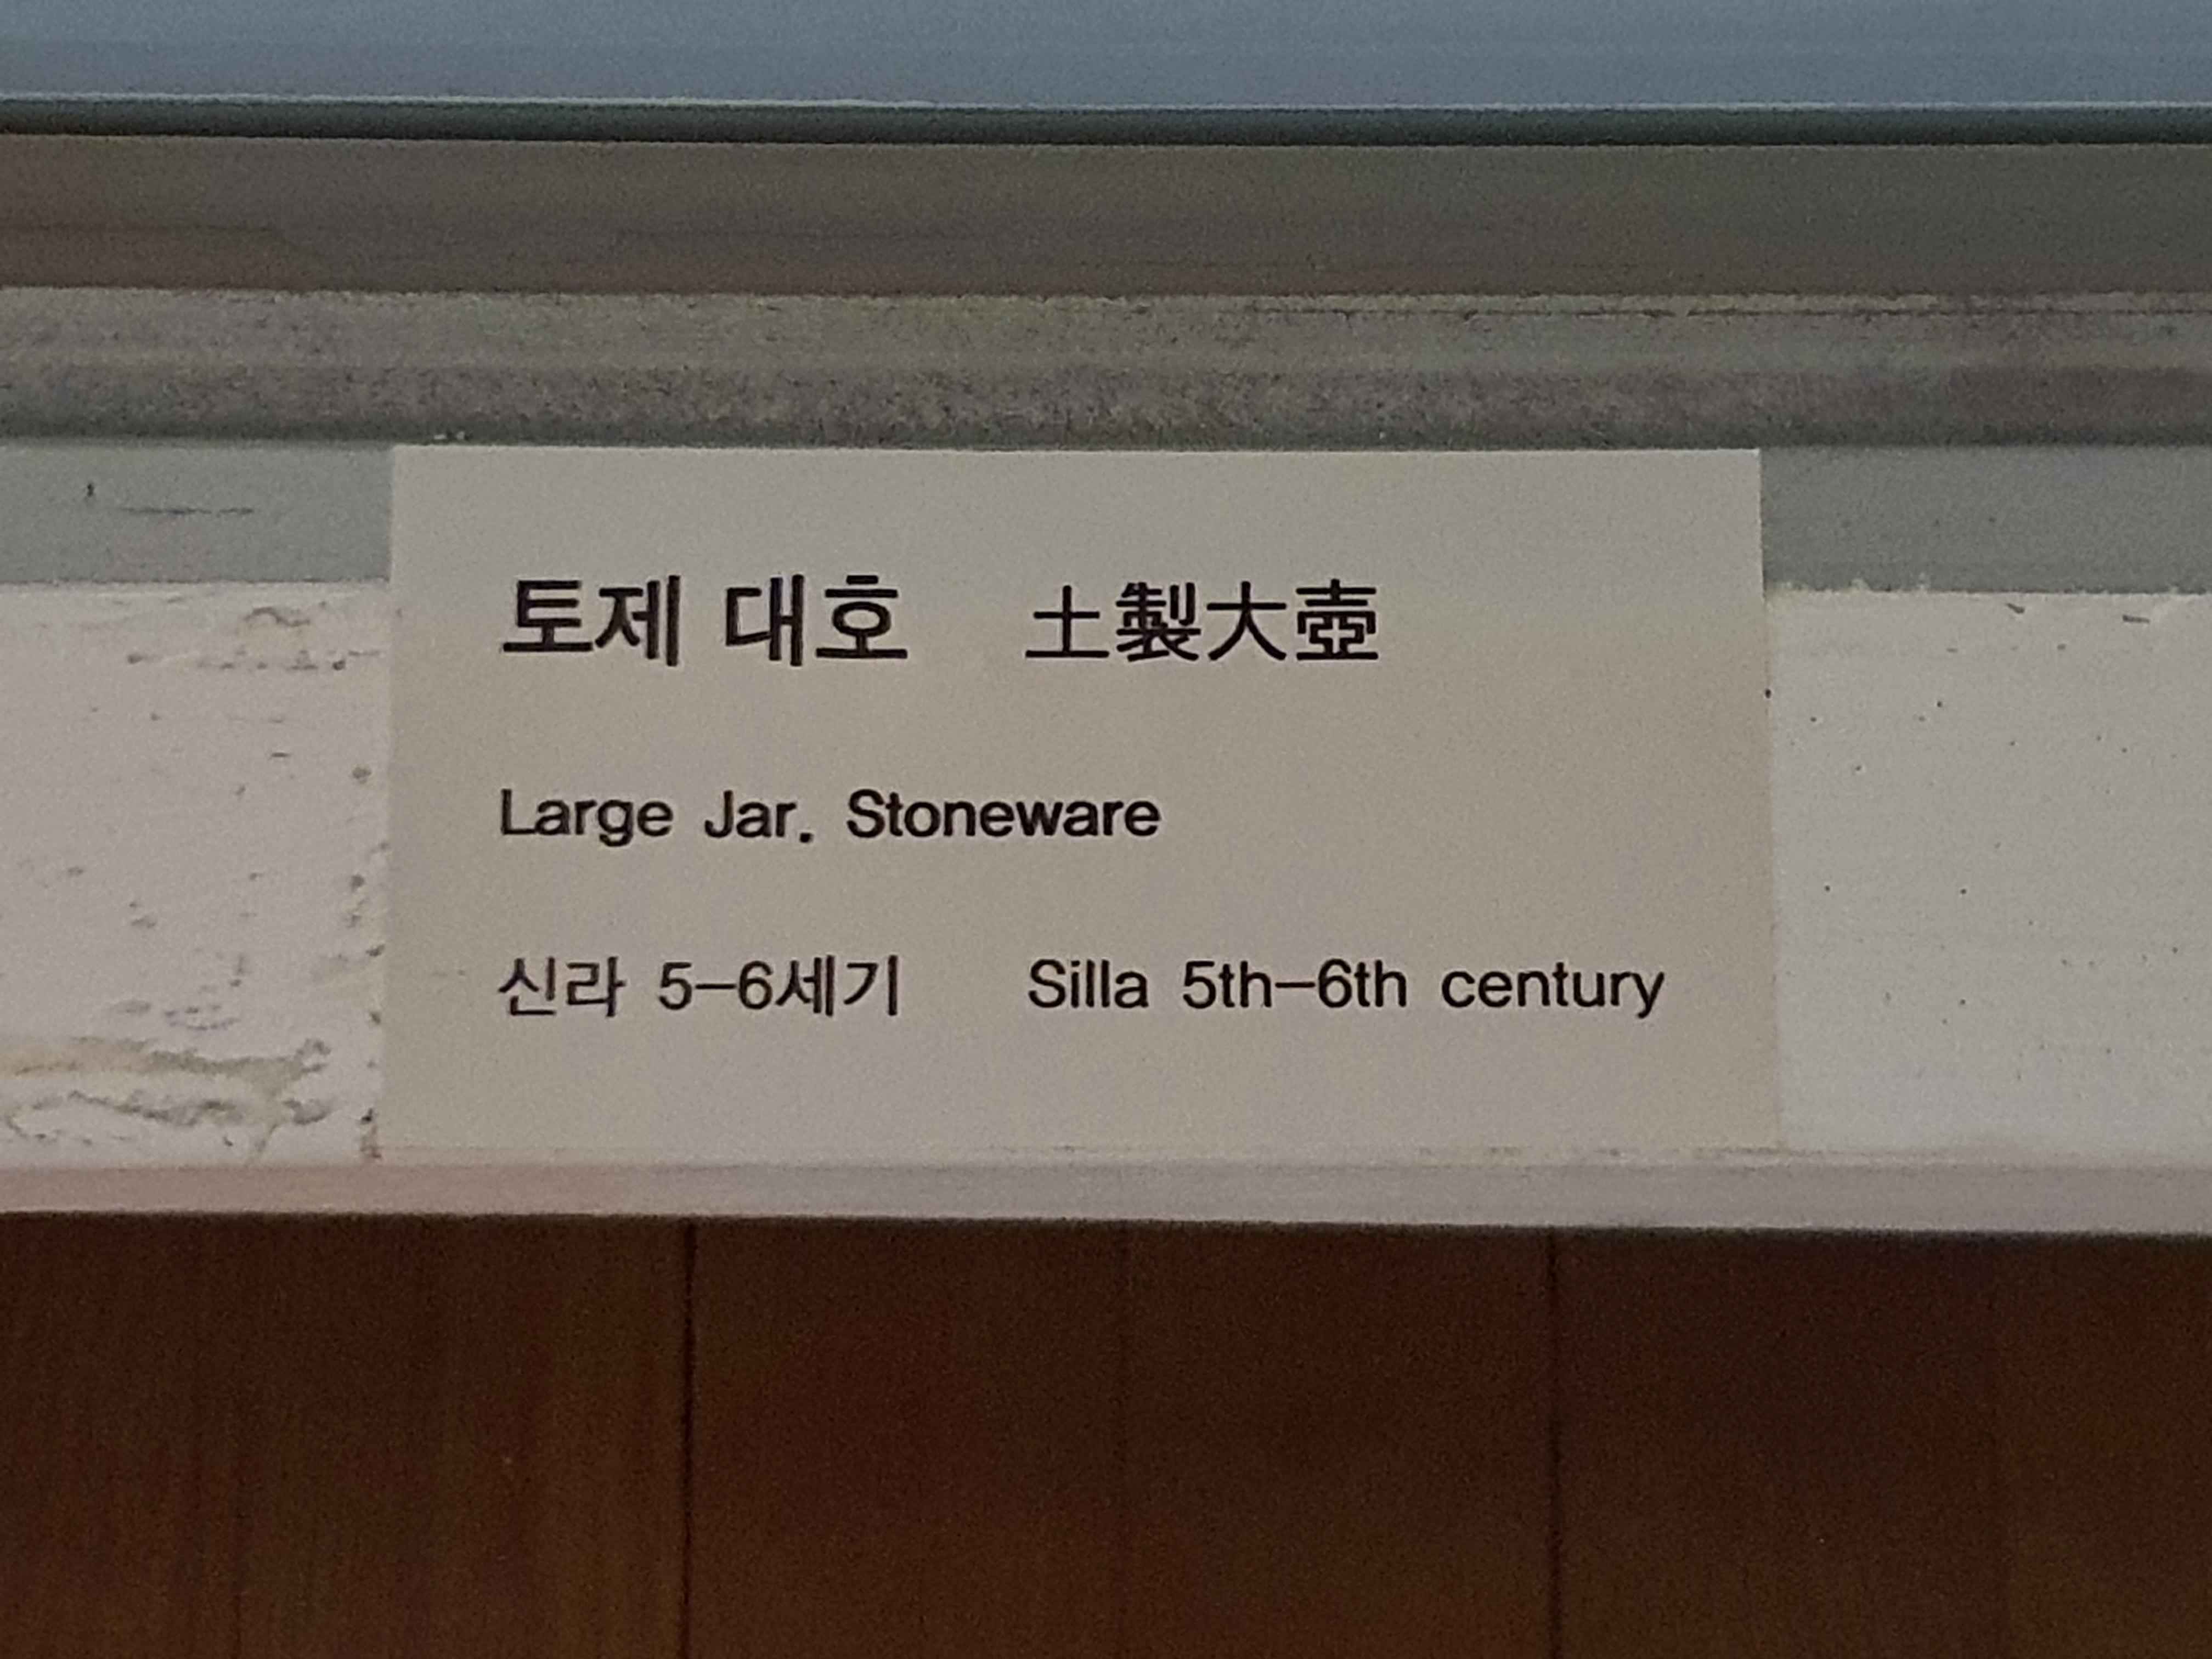 토제 대호 土製大壺
Large Jar. Stoneware
신라 5-6세기 Silla 5th-6th century